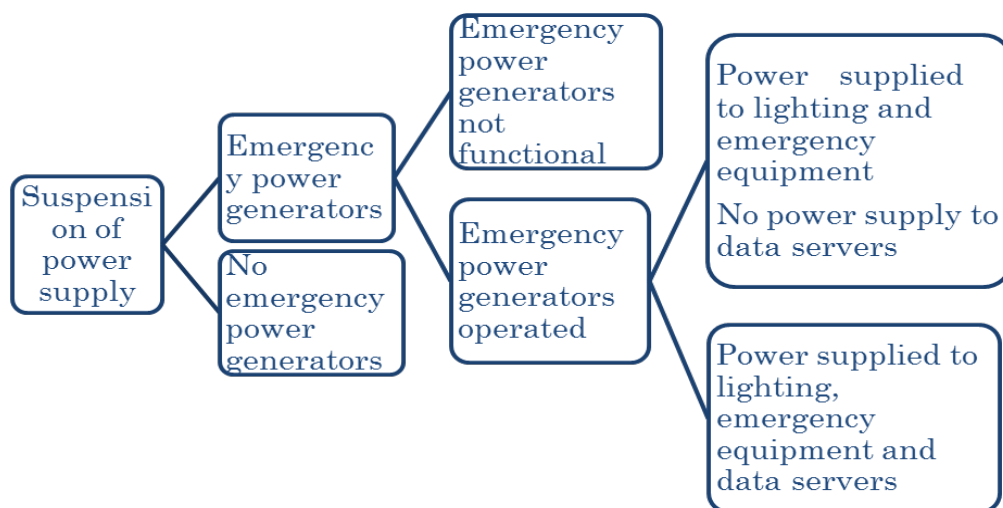 Suspensi
on of
power
supply
Emergenc
y power
generators
No
emergency
power
generators
Emergency
power
generators
not
functional
Emergency
power
generators
operated
Power supplied
to lighting and
emergency
equipment
No power supply to
data servers
Power supplied to
lighting,
emergency
equipment and
data servers